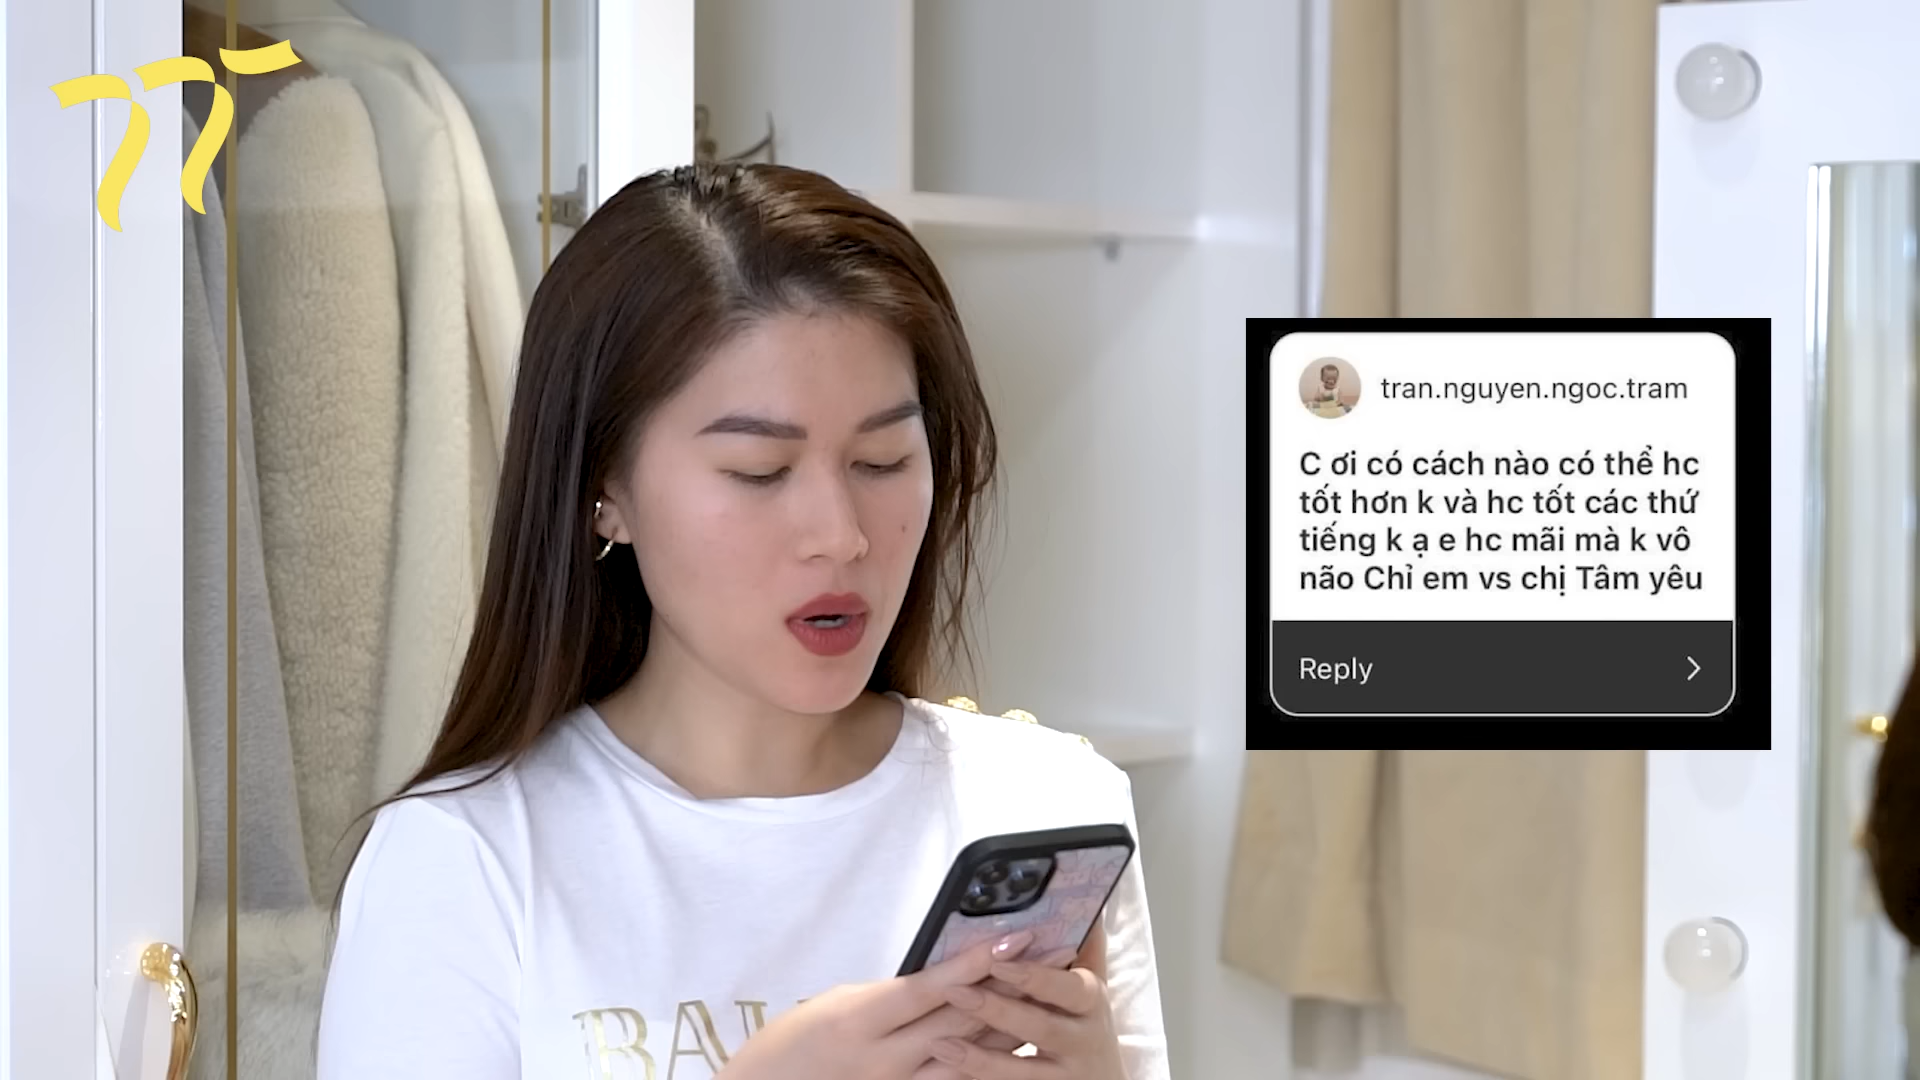 tran.nguyen.ngoc.tram
C ơi có cách nào có thể hc
tốt hơn k và hc tốt các thứ
tiếng k ạ e hc mãi mà k vô
não Chỉ em vs chị Tâm yêu
Reply